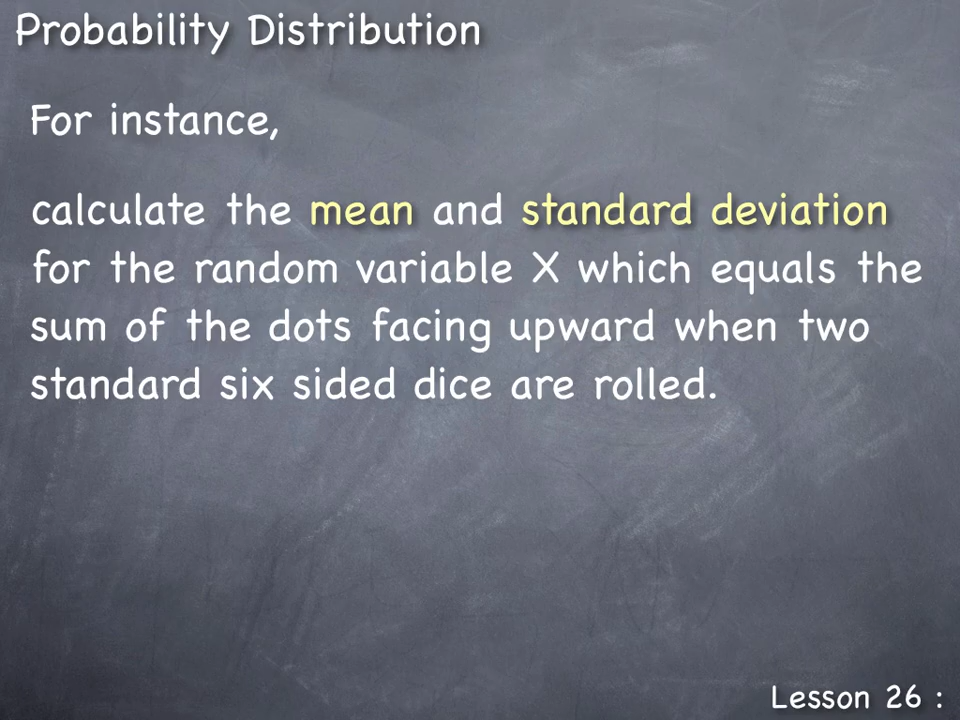 Probability Distribution
For instance,
calculate the mean and standard deviation
for the random variable X which equals the
sum of the dots facing upward when two
standard six sided dice are rolled.
Lesson 26 :